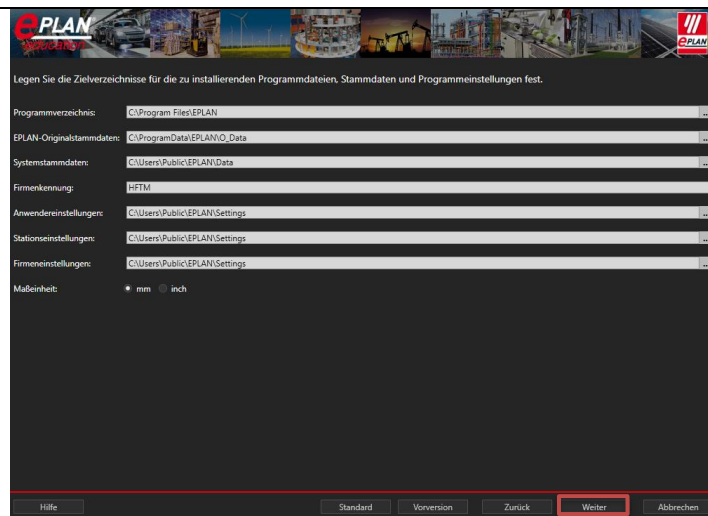 ePLAN
education
ePLAN
Legen Sie die Zielverzeichnisse für die zu installierenden Programmdateien, Stammdaten und Programmeinstellungen fest.
Programmverzeichnis: C:\Program Files\EPLAN ..
EPLAN-Originalstammdaten: C:\ProgramData\EPLAN\O_Data ..
Systemstammdaten: C:\Users\Public\EPLAN\Data ..
Firmenkennung: HFTM
Anwendereinstellungen: C:\Users\Public\EPLAN\Settings ..
Stationseinstellungen: C:\Users\Public\EPLAN\Settings ..
Firmeneinstellungen: C:\Users\Public\EPLAN\Settings ..
Maßeinheit: mm inch
Hilfe Standard Vorversion Zurück Weiter Abbrechen